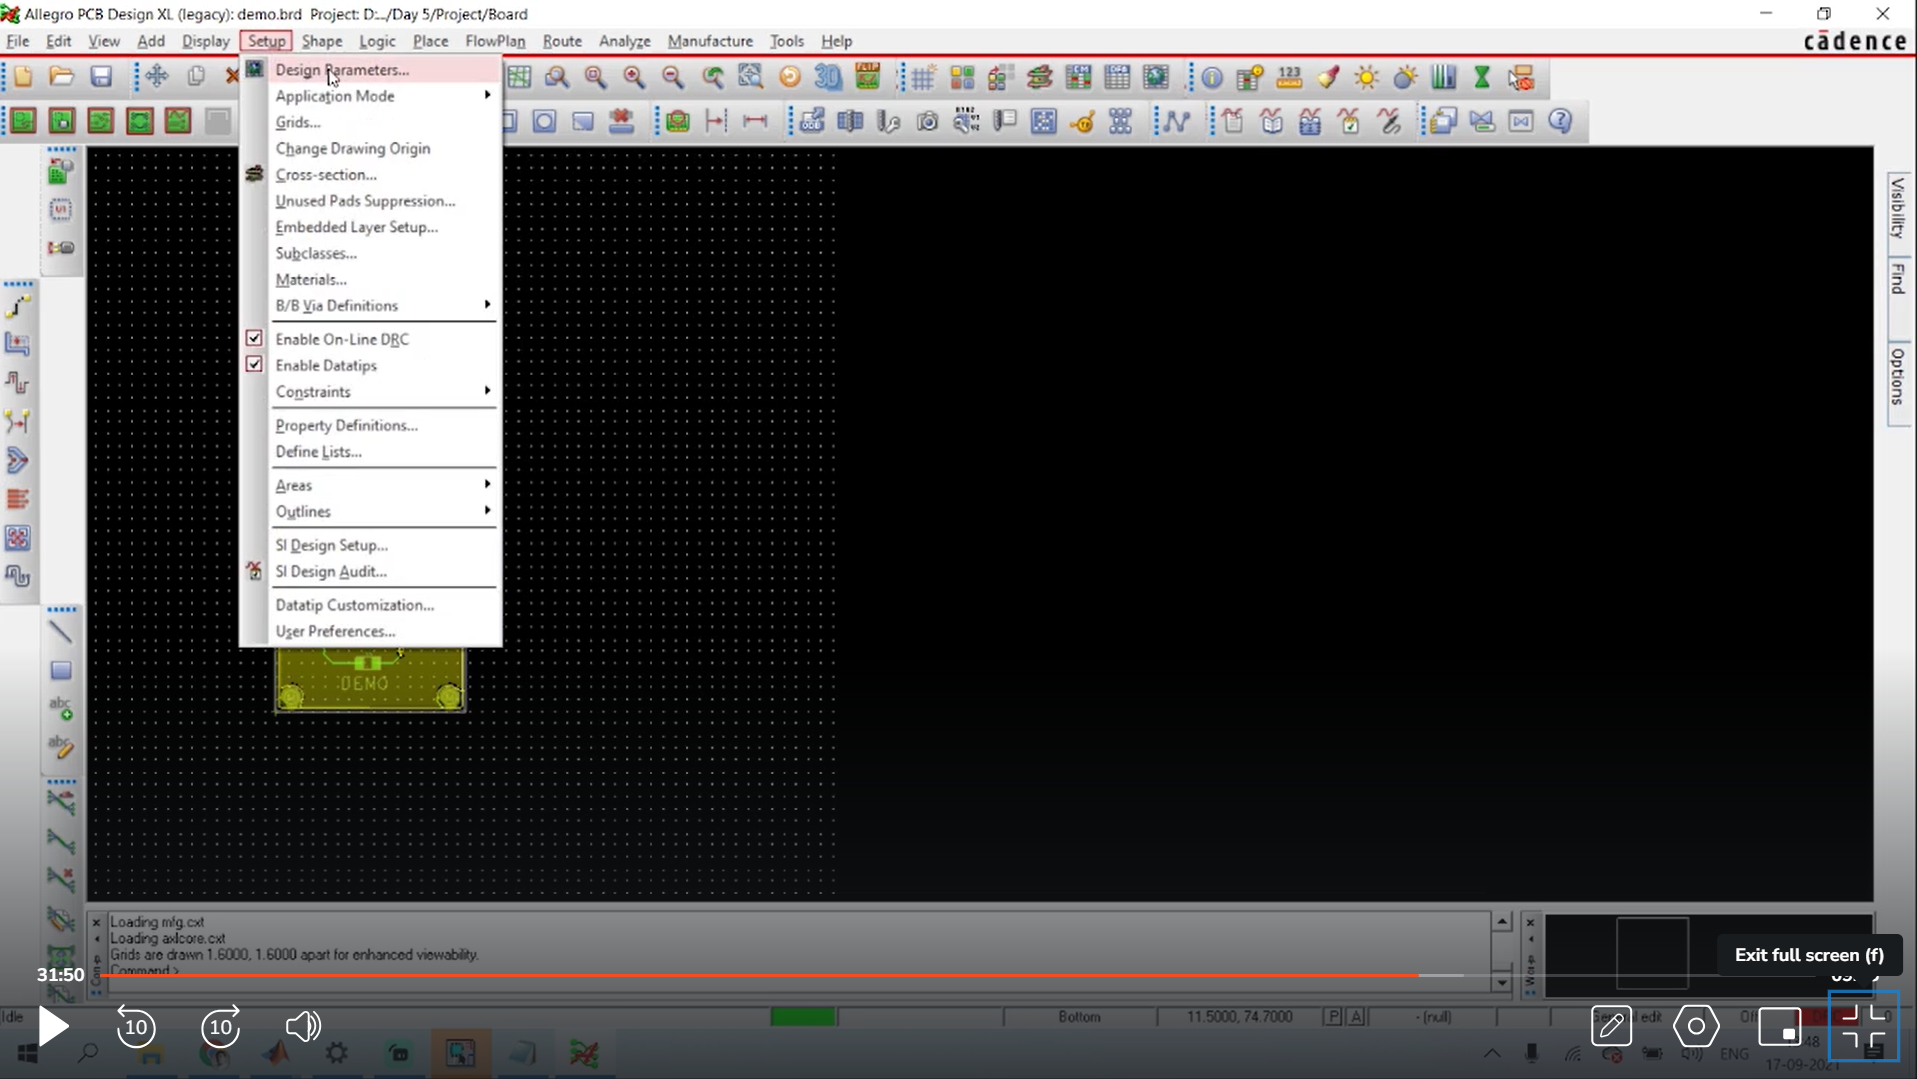 Allegro PCB Design XL (legacy): demo.brd Project: D:.../Day 5/Project/Board
File Edit View Add Display Setup Shape Logic Place FlowPlan Route Analyze Manufacture Tools Help
cādence
Design Parameters...
Application Mode
Grids...
Change Drawing Origin
Cross-section...
Unused Pads Suppression...
Embedded Layer Setup...
Subclasses...
Materials...
B/B Via Definitions
Enable On-Line DRC
Enable Datatips
Constraints
Property Definitions...
Define Lists...
Areas
Outlines
SI Design Setup...
SI Design Audit...
Datatip Customization...
User Preferences...
Visibility
Find
Options
DEMO
Loading mfg.cxt
Loading axlcore.cxt
Grids are drawn 1.6000, 1.6000 apart for enhanced viewability.
Command >
Exit full screen (f)
31:50
10
10
Idle
Bottom
11.5000, 74.7000
P A
- (null)
ENG